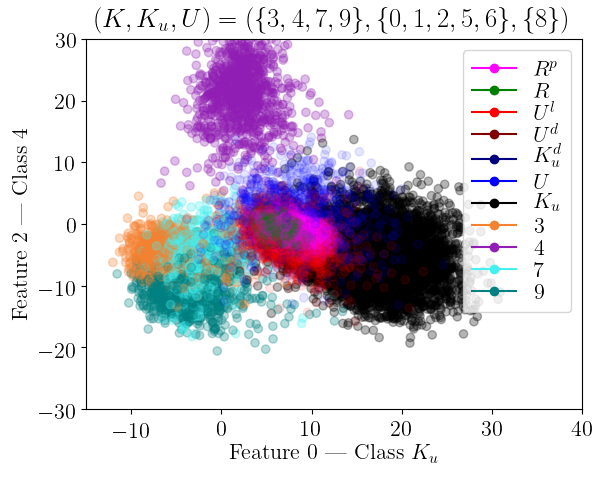 (K, K_u, U) = ({3, 4, 7, 9}, {0, 1, 2, 5, 6}, {8})
Feature 2 — Class 4
30
20
10
0
−10
−20
−30
R^p
R
U^l
U^d
K_u^d
U
K_u
3
4
7
9
−10
0
10
20
30
40
Feature 0 — Class K_u